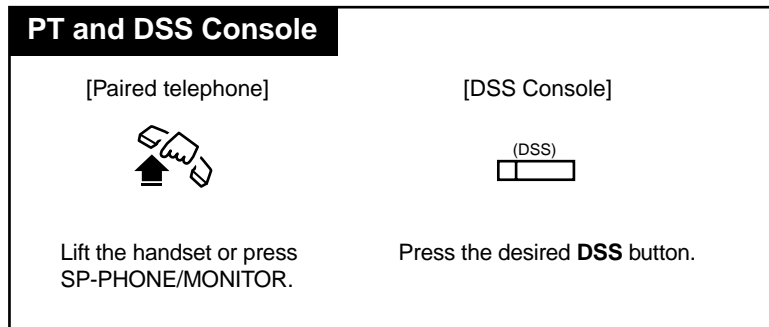 PT and DSS Console
[Paired telephone]
[DSS Console]
(DSS)
Lift the handset or press
SP-PHONE/MONITOR.
Press the desired DSS button.